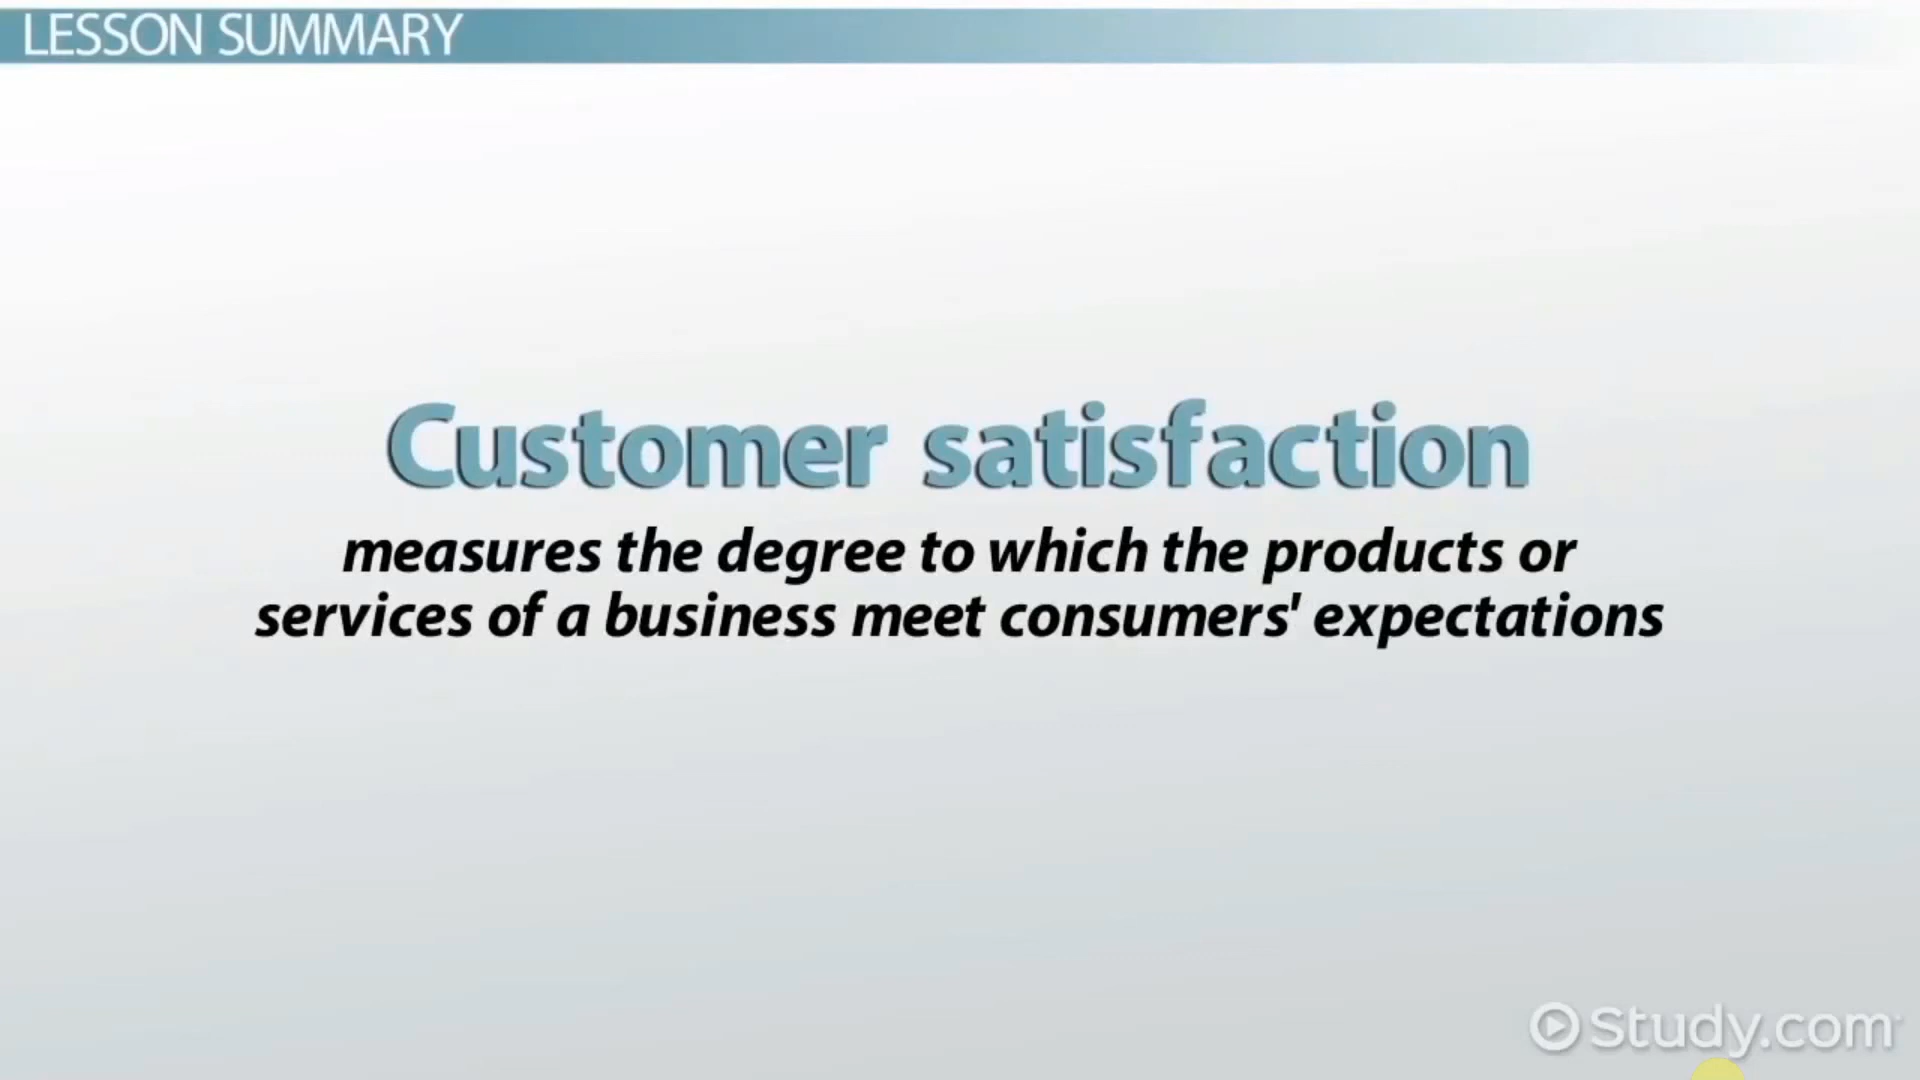 LESSON SUMMARY
Customer satisfaction
measures the degree to which the products or
services of a business meet consumers' expectations
Study.com